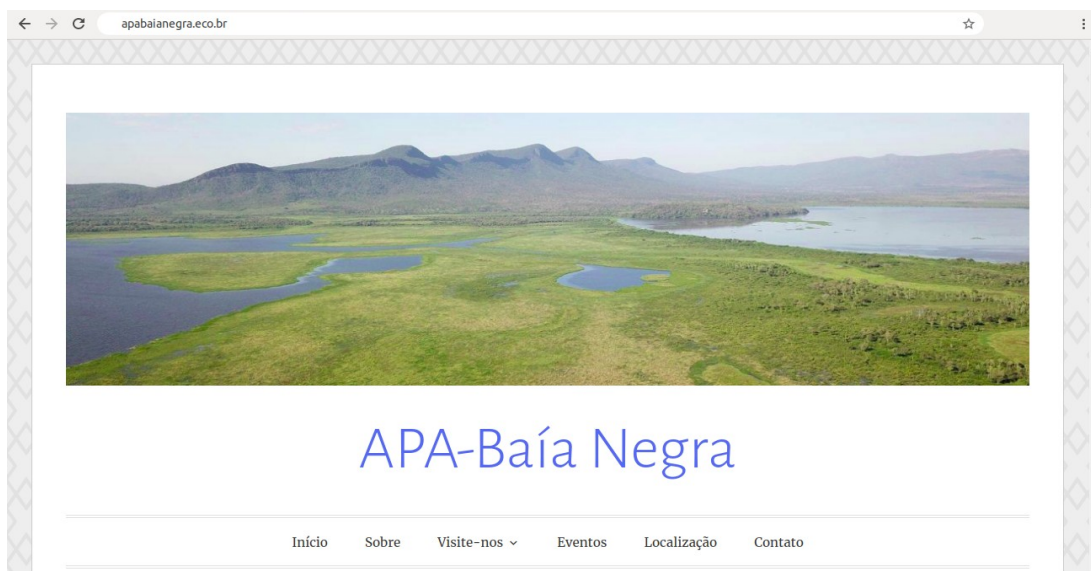 apabaianegra.eco.br
APA-Baía Negra
Início Sobre Visite-nos Eventos Localização Contato